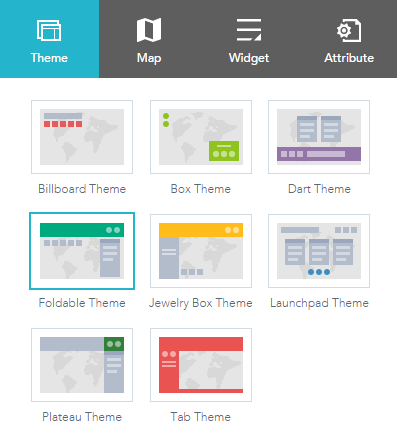 Theme Map Widget Attribute
Billboard Theme Box Theme Dart Theme
Foldable Theme Jewelry Box Theme Launchpad Theme
Plateau Theme Tab Theme